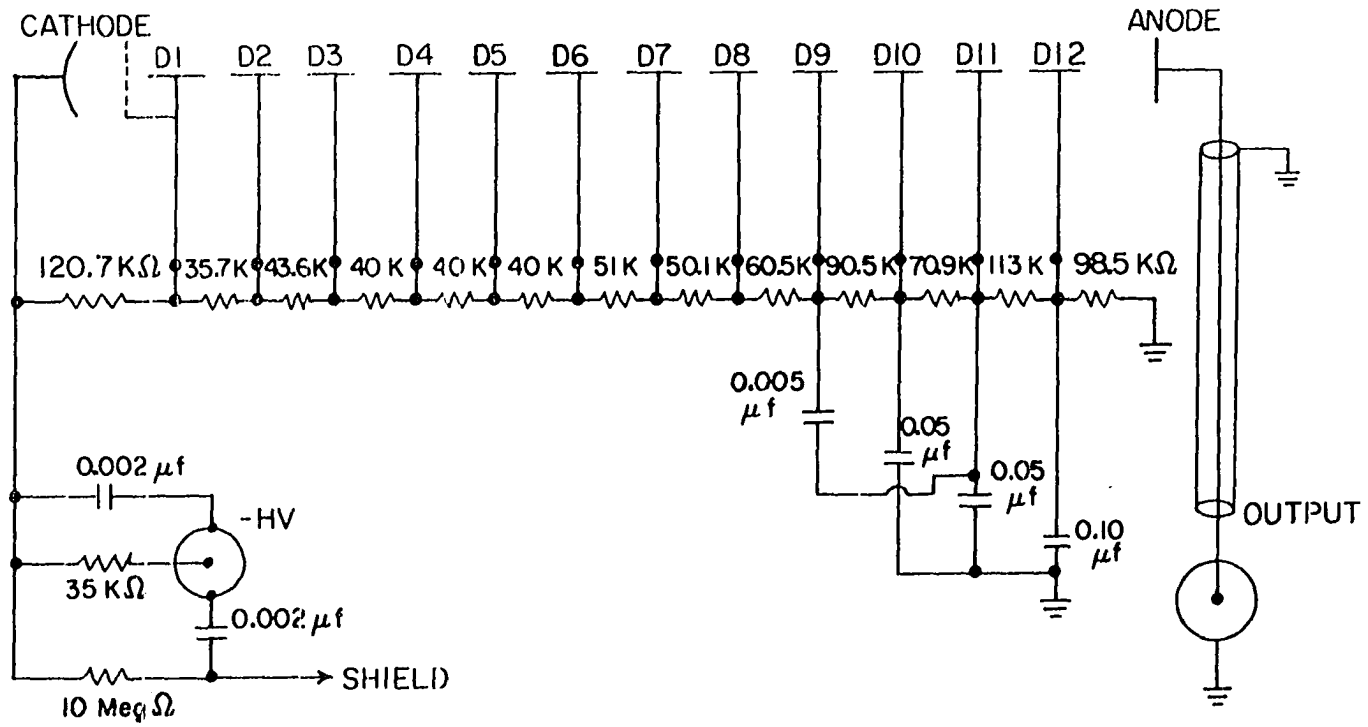 CATHODE
ANODE
D1 D2 D3 D4 D5 D6 D7 D8 D9 D10 D11 D12
120.7 KΩ 35.7K 43.6K 40 K 40 K 40 K 51 K 50.1K 60.5K 90.5K 70.9K 113 K 98.5 KΩ
0.005 μf
0.05 μf
0.05 μf
0.10 μf
0.002 μf
-HV
35 KΩ
0.002 μf
SHIELD
10 Meg Ω
OUTPUT